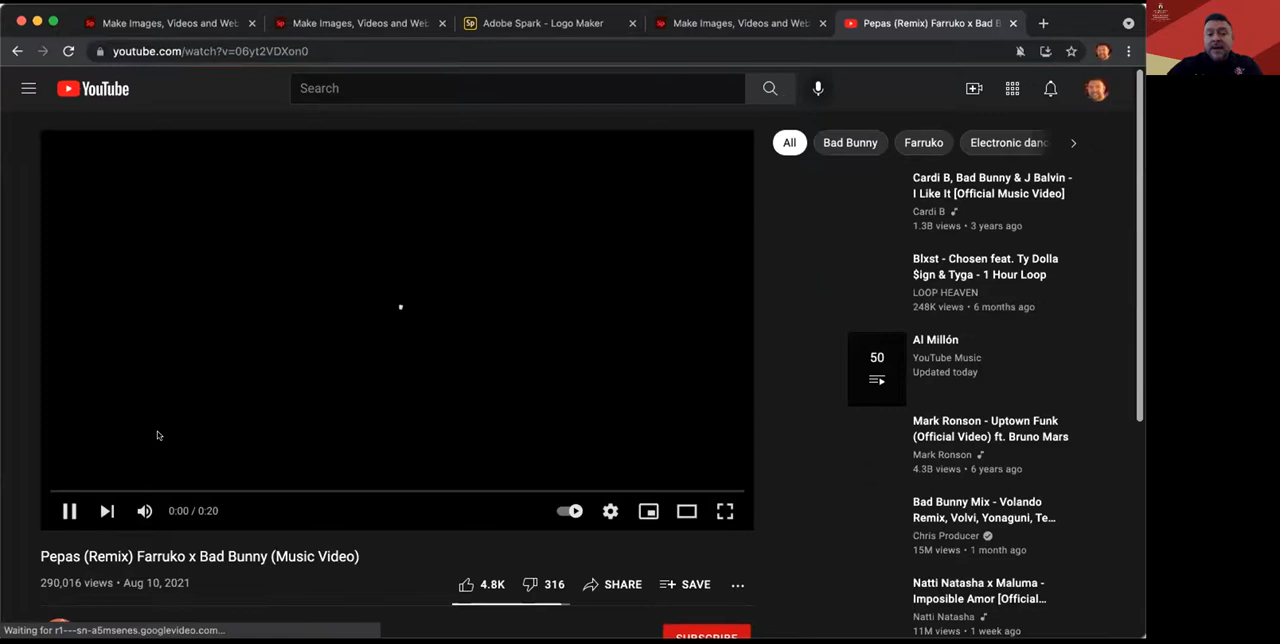 Make Images, Videos and Web
Make Images, Videos and Web
Sp Adobe Spark - Logo Maker
Make Images, Videos and Web
Pepas (Remix) Farruko x Bad B
youtube.com/watch?v=06yt2VDXon0
YouTube
Search
All
Bad Bunny
Farruko
Electronic danc
Cardi B, Bad Bunny & J Balvin -
I Like It [Official Music Video]
Cardi B
1.3B views • 3 years ago
Blxst - Chosen feat. Ty Dolla
$ign & Tyga - 1 Hour Loop
LOOP HEAVEN
248K views • 6 months ago
50
Al Millón
YouTube Music
Updated today
Mark Ronson - Uptown Funk
(Official Video) ft. Bruno Mars
Mark Ronson
4.3B views • 6 years ago
Bad Bunny Mix - Volando
Remix, Volvi, Yonaguni, Te...
Chris Producer
15M views • 1 month ago
Natti Natasha x Maluma -
Imposible Amor [Official...
Natti Natasha
11M views • 1 week ago
0:00 / 0:20
Pepas (Remix) Farruko x Bad Bunny (Music Video)
290,016 views • Aug 10, 2021
4.8K
316
SHARE
SAVE
SUBSCRIBE
Waiting for r1---sn-a5msenes.googlevideo.com...